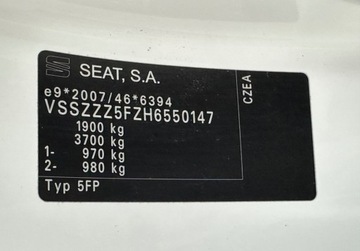 SEAT, S.A.
e9*2007/46*6394
VSSZZZ5FZH6550147
1900 kg
3700 kg
1- 970 kg
2- 980 kg
Typ 5FP
CZEA